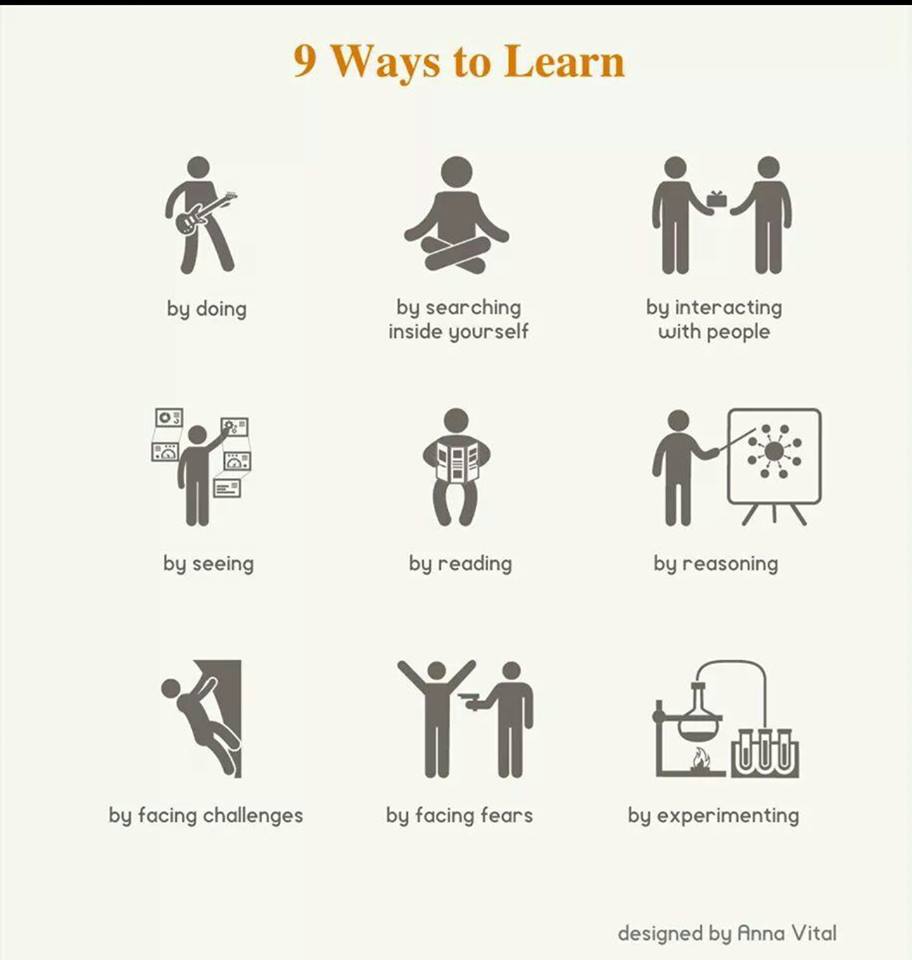 9 Ways to Learn
by doing
by searching
inside yourself
by interacting
with people
by seeing
by reading
by reasoning
by facing challenges
by facing fears
by experimenting
designed by Anna Vital